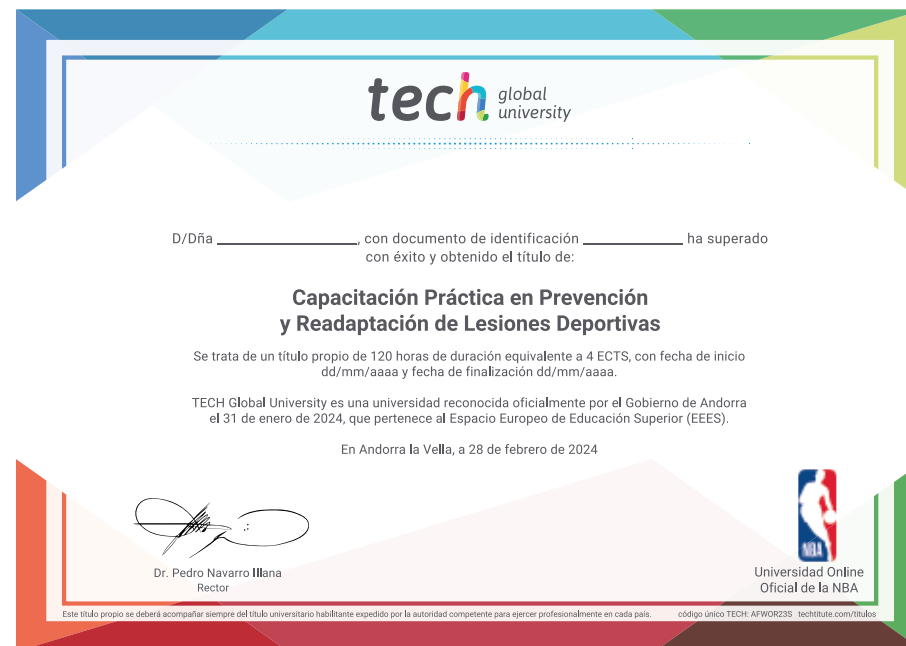 tech global university
D/Dña ____________, con documento de identificación ____________ ha superado
con éxito y obtenido el título de:
Capacitación Práctica en Prevención
y Readaptación de Lesiones Deportivas
Se trata de un título propio de 120 horas de duración equivalente a 4 ECTS, con fecha de inicio
dd/mm/aaaa y fecha de finalización dd/mm/aaaa.
TECH Global University es una universidad reconocida oficialmente por el Gobierno de Andorra
el 31 de enero de 2024, que pertenece al Espacio Europeo de Educación Superior (EEES).
En Andorra la Vella, a 28 de febrero de 2024
Dr. Pedro Navarro Illana
Rector
NBA
Universidad Online
Oficial de la NBA
Este título propio se deberá acompañar siempre del título universitario habilitante expedido por la autoridad competente para ejercer profesionalmente en cada país.
código único TECH: AFWOR23S techtitute.com/titulos